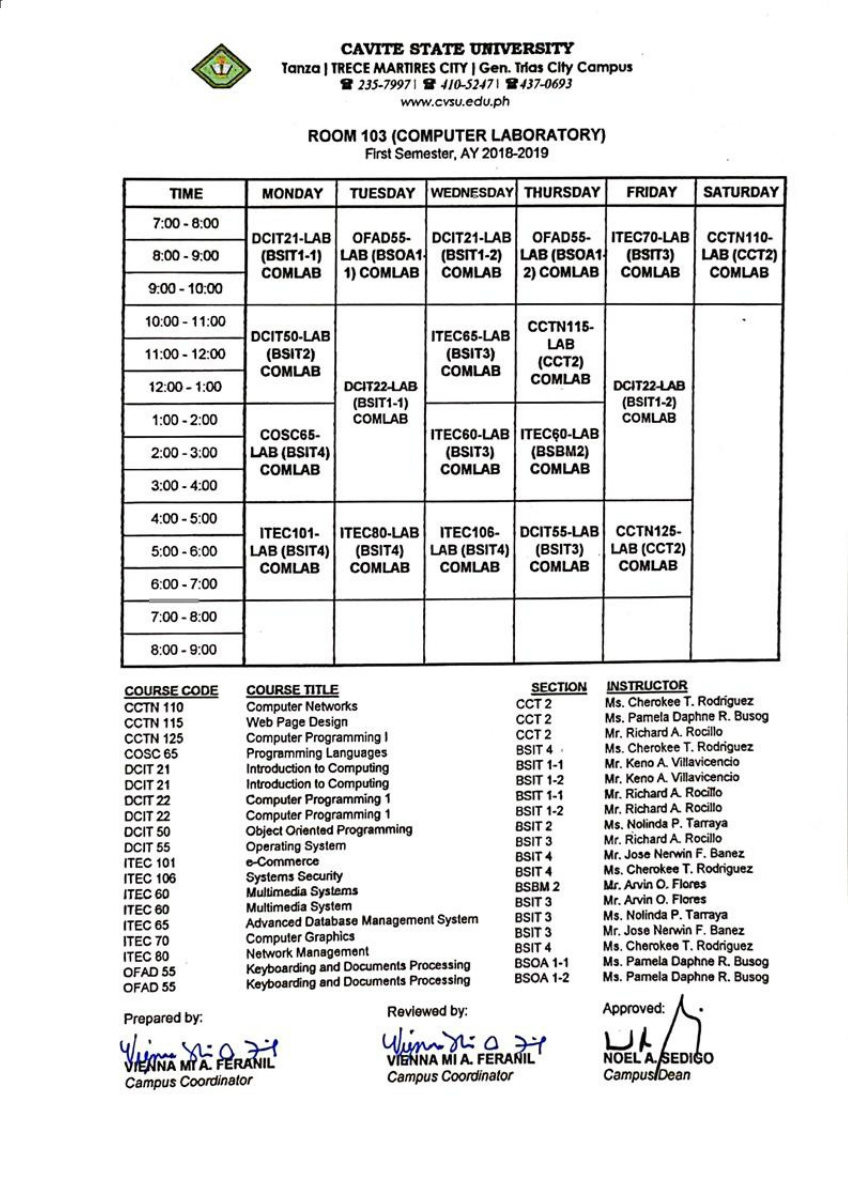 CAVITE STATE UNIVERSITY
Tanza | TRECE MARTIRES CITY | Gen. Trias City Campus
☎ 235-7997 | ☎ 410-5247 | ☎ 437-0693
www.cvsu.edu.ph
ROOM 103 (COMPUTER LABORATORY)
First Semester, AY 2018-2019
TIME MONDAY TUESDAY WEDNESDAY THURSDAY FRIDAY SATURDAY
7:00 - 8:00
8:00 - 9:00
9:00 - 10:00
DCIT21-LAB
(BSIT1-1)
COMLAB
OFAD55-
LAB (BSOA1-
1) COMLAB
DCIT21-LAB
(BSIT1-2)
COMLAB
OFAD55-
LAB (BSOA1-
2) COMLAB
ITEC70-LAB
(BSIT3)
COMLAB
CCTN110-
LAB (CCT2)
COMLAB
10:00 - 11:00
11:00 - 12:00
12:00 - 1:00
DCIT50-LAB
(BSIT2)
COMLAB
DCIT22-LAB
(BSIT1-1)
COMLAB
ITEC65-LAB
(BSIT3)
COMLAB
CCTN115-
LAB
(CCT2)
COMLAB
DCIT22-LAB
(BSIT1-2)
COMLAB
1:00 - 2:00
2:00 - 3:00
3:00 - 4:00
COSC65-
LAB (BSIT4)
COMLAB
ITEC60-LAB
(BSIT3)
COMLAB
ITEC60-LAB
(BSBM2)
COMLAB
4:00 - 5:00
5:00 - 6:00
6:00 - 7:00
ITEC101-
LAB (BSIT4)
COMLAB
ITEC80-LAB
(BSIT4)
COMLAB
ITEC106-
LAB (BSIT4)
COMLAB
DCIT55-LAB
(BSIT3)
COMLAB
CCTN125-
LAB (CCT2)
COMLAB
7:00 - 8:00
8:00 - 9:00
COURSE CODE COURSE TITLE SECTION INSTRUCTOR
CCTN 110 Computer Networks CCT 2 Ms. Cherokee T. Rodriguez
CCTN 115 Web Page Design CCT 2 Ms. Pamela Daphne R. Busog
CCTN 125 Computer Programming I CCT 2 Mr. Richard A. Rocillo
COSC 65 Programming Languages BSIT 4 Ms. Cherokee T. Rodriguez
DCIT 21 Introduction to Computing BSIT 1-1 Mr. Keno A. Villavicencio
DCIT 21 Introduction to Computing BSIT 1-2 Mr. Keno A. Villavicencio
DCIT 22 Computer Programming 1 BSIT 1-1 Mr. Richard A. Rocillo
DCIT 22 Computer Programming 1 BSIT 1-2 Mr. Richard A. Rocillo
DCIT 50 Object Oriented Programming BSIT 2 Ms. Nolinda P. Tarraya
DCIT 55 Operating System BSIT 3 Mr. Richard A. Rocillo
ITEC 101 e-Commerce BSIT 4 Mr. Jose Nerwin F. Banez
ITEC 106 Systems Security BSIT 4 Ms. Cherokee T. Rodriguez
ITEC 60 Multimedia Systems BSBM 2 Mr. Arvin O. Flores
ITEC 60 Multimedia System BSIT 3 Mr. Arvin O. Flores
ITEC 65 Advanced Database Management System BSIT 3 Ms. Nolinda P. Tarraya
ITEC 70 Computer Graphics BSIT 3 Mr. Jose Nerwin F. Banez
ITEC 80 Network Management BSIT 4 Ms. Cherokee T. Rodriguez
OFAD 55 Keyboarding and Documents Processing BSOA 1-1 Ms. Pamela Daphne R. Busog
OFAD 55 Keyboarding and Documents Processing BSOA 1-2 Ms. Pamela Daphne R. Busog
Prepared by: Reviewed by: Approved:
VIENNA MI A. FERANIL VIENNA MI A. FERANIL NOEL A. SEDIGO
Campus Coordinator Campus Coordinator Campus Dean